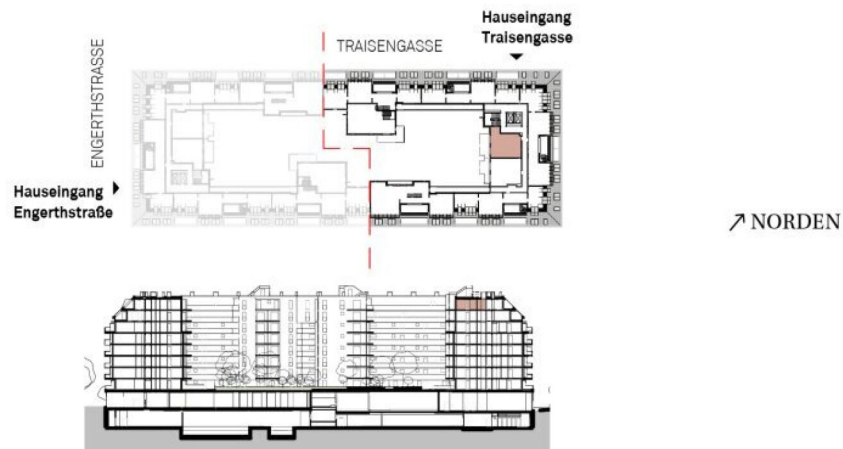 Hauseingang
Traisengasse
TRAISENGASSE
ENGERTHSTRASSE
Hauseingang
Engerthstraße
NORDEN